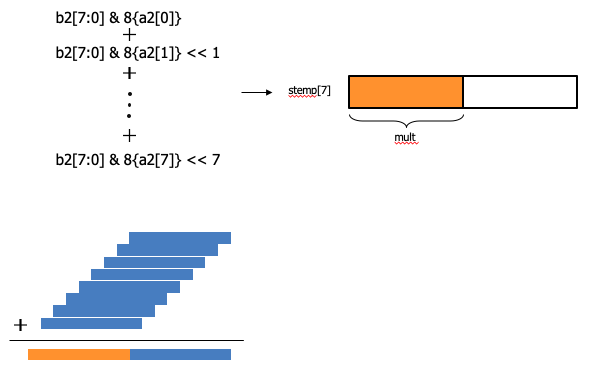 b2[7:0] & 8{a2[0]}
+
b2[7:0] & 8{a2[1]} << 1
+
+
b2[7:0] & 8{a2[7]} << 7
stemp[7]
mult
+